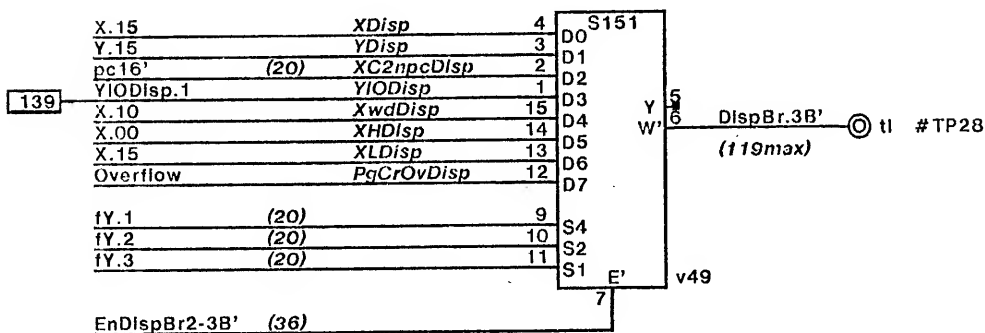 X.15 XDisp 4 D0 S151
Y.15 YDisp 3 D1
pc16' (20) XC2npcDisp 2 D2
139 YIODisp.1 YIODisp 1 D3
X.10 XwdDisp 15 D4
X.00 XHDisp 14 D5
X.15 XLDisp 13 D6
Overflow PgCrOvDisp 12 D7
Y 5
W' 6 DispBr.3B' tl #TP28
(119max)
fY.1 (20) 9 S4
fY.2 (20) 10 S2
fY.3 (20) 11 S1
E' v49
7
EnDispBr2-3B' (36)